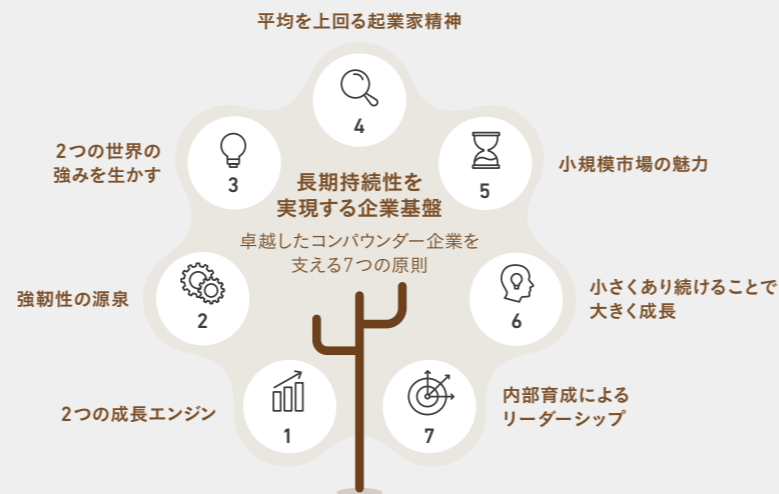 平均を上回る起業家精神
4
2つの世界の
強みを生かす
3
5
小規模市場の魅力
長期持続性を
実現する企業基盤
卓越したコンパウンダー企業を
支える7つの原則
強靭性の源泉
2
6
小さくあり続けることで
大きく成長
2つの成長エンジン
1
7
内部育成による
リーダーシップ